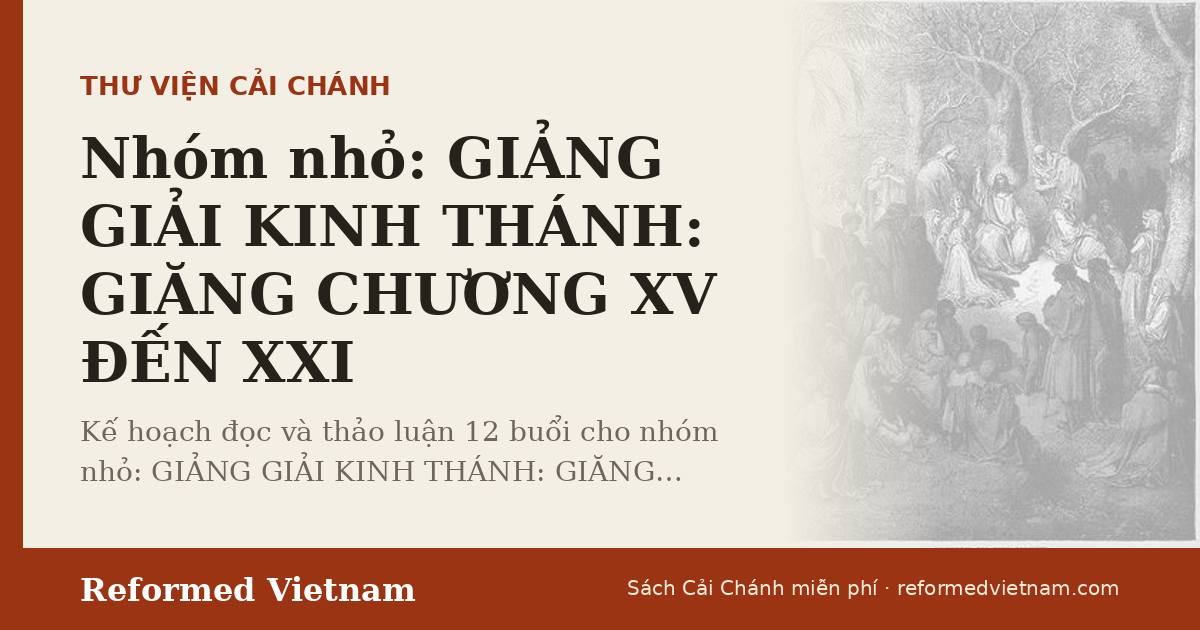 THƯ VIỆN CẢI CHÁNH
Nhóm nhỏ: GIẢNG
GIẢI KINH THÁNH:
GIĂNG CHƯƠNG XV
ĐẾN XXI
Kế hoạch đọc và thảo luận 12 buổi cho nhóm
nhỏ: GIẢNG GIẢI KINH THÁNH: GIĂNG...
Reformed Vietnam
Sách Cải Chánh miễn phí · reformedvietnam.com